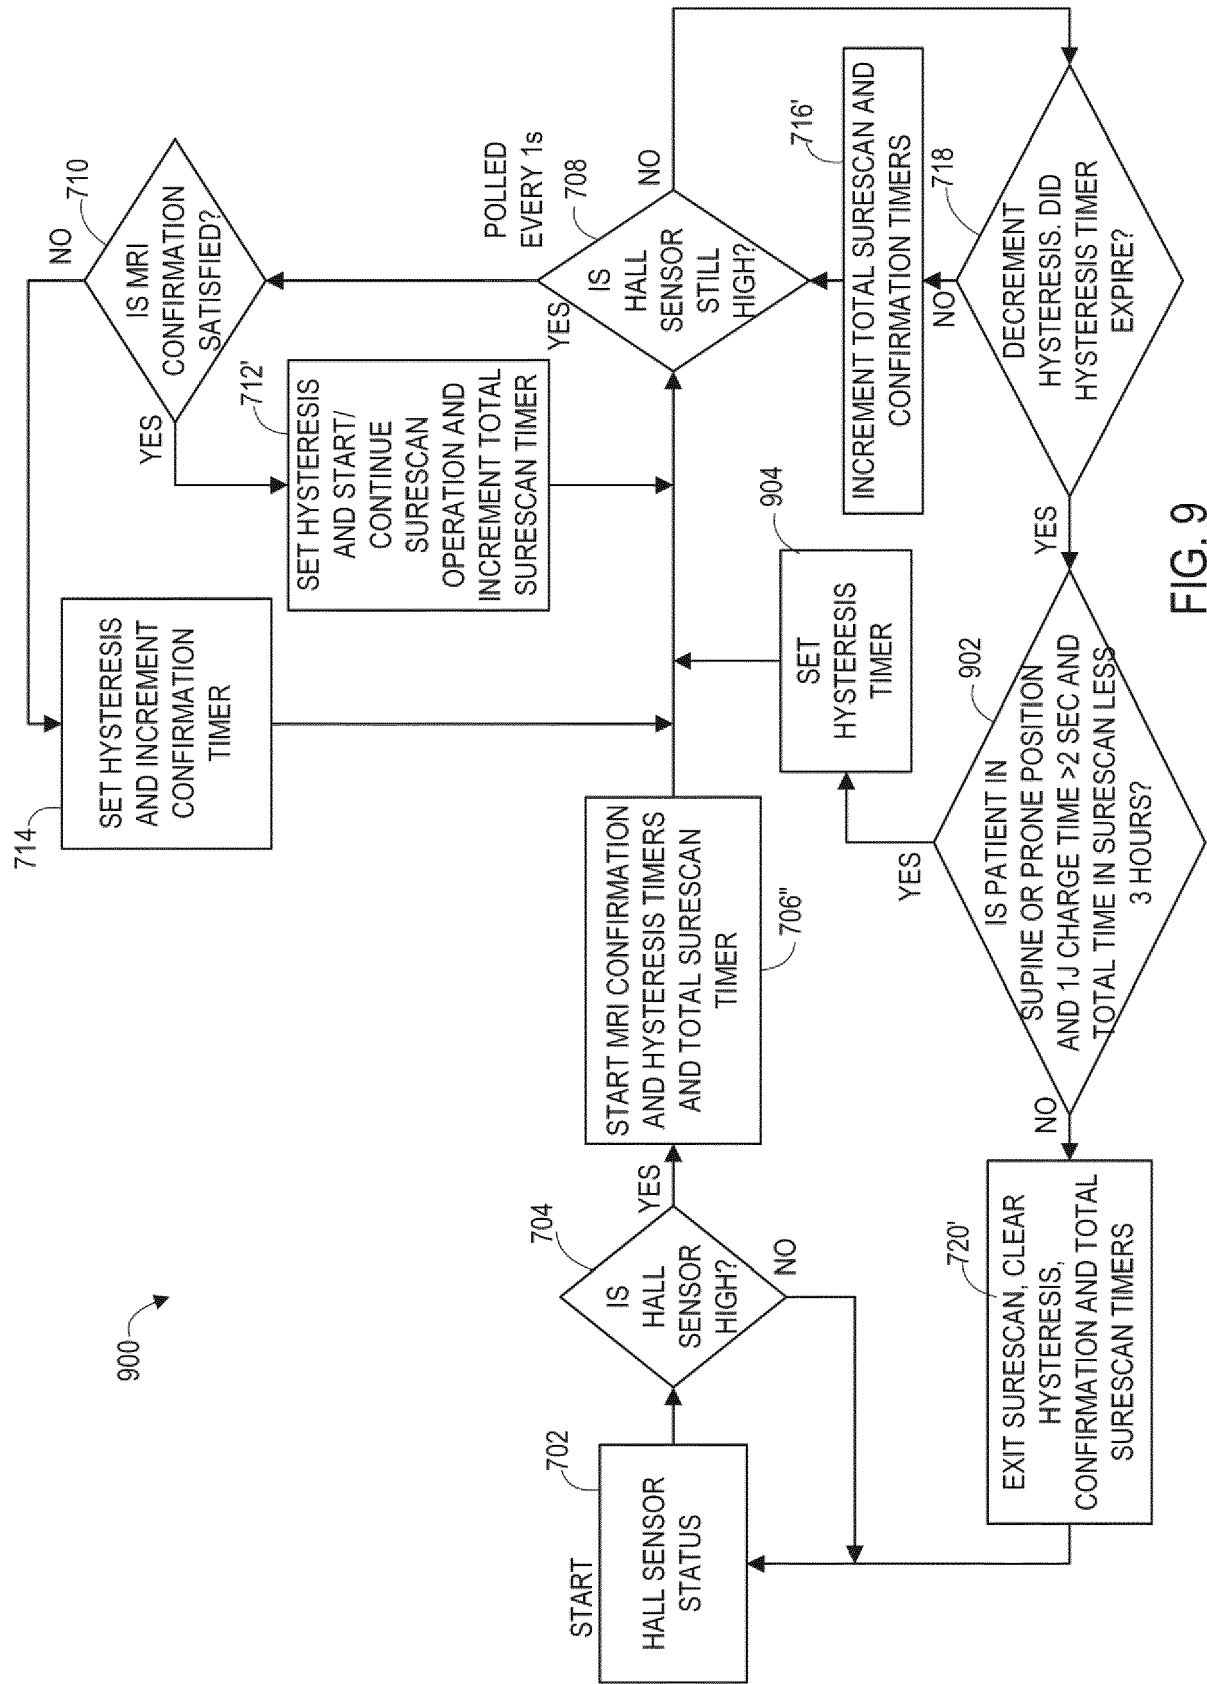 900
START
702
HALL SENSOR
STATUS
704
IS
HALL
SENSOR
HIGH?
YES
NO
START MRI CONFIRMATION
AND HYSTERESIS TIMERS
AND TOTAL SURESCAN
TIMER
706"
714
SET HYSTERESIS
AND INCREMENT
CONFIRMATION
TIMER
NO
710
IS MRI
CONFIRMATION
SATISFIED?
YES
712'
SET HYSTERESIS
AND START/
CONTINUE
SURESCAN
OPERATION AND
INCREMENT TOTAL
SURESCAN TIMER
POLLED
EVERY 1s
708
IS
HALL
SENSOR
STILL
HIGH?
YES
NO
716'
INCREMENT TOTAL SURESCAN AND
CONFIRMATION TIMERS
NO
718
DECREMENT
HYSTERESIS. DID
HYSTERESIS TIMER
EXPIRE?
YES
904
SET
HYSTERESIS
TIMER
YES
902
IS PATIENT IN
SUPINE OR PRONE POSITION
AND 1J CHARGE TIME >2 SEC AND
TOTAL TIME IN SURESCAN LESS
3 HOURS?
NO
720'
EXIT SURESCAN, CLEAR
HYSTERESIS,
CONFIRMATION AND TOTAL
SURESCAN TIMERS
FIG. 9